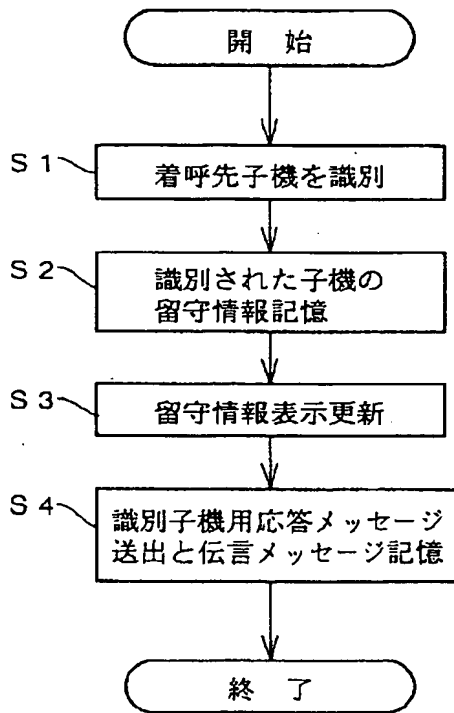 開 始
S1
着呼先子機を識別
S2
識別された子機の
留守情報記憶
S3
留守情報表示更新
S4
識別子機用応答メッセージ
送出と伝言メッセージ記憶
終 了